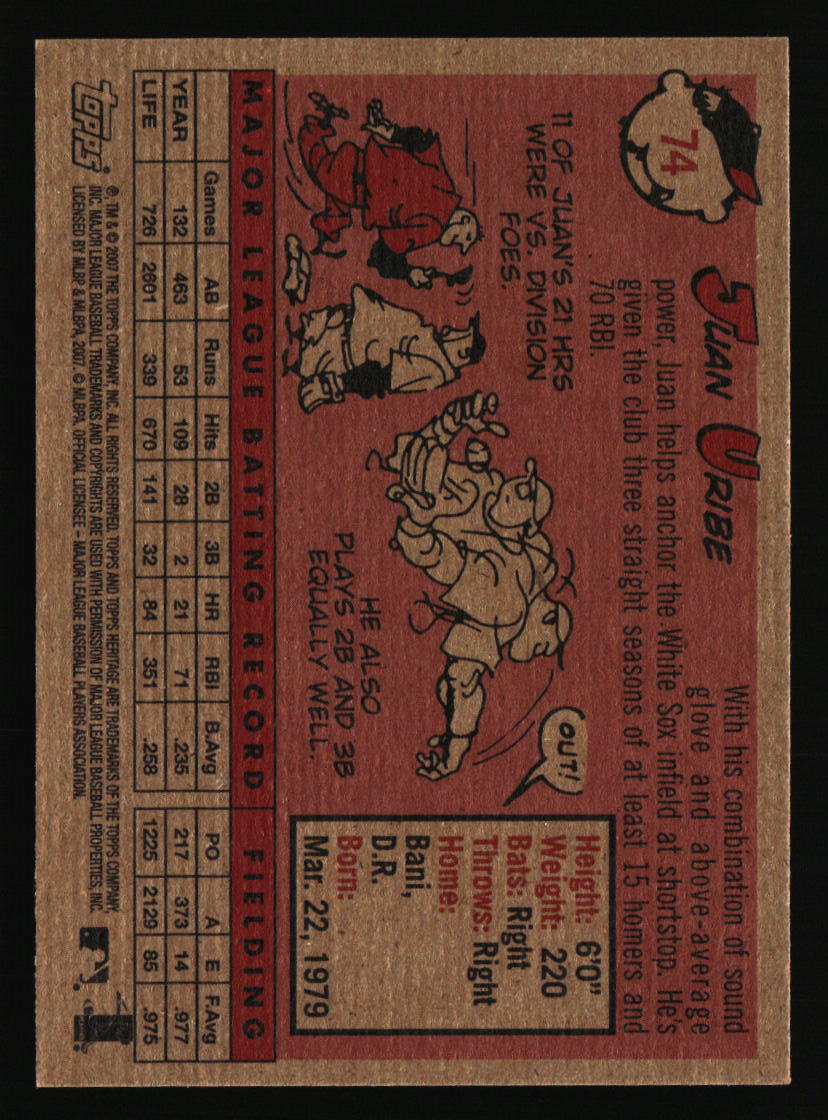 74
JUAN URIBE
With his combination of sound
glove and above-average
power, Juan helps anchor the White Sox infield at shortstop. He's
given the club three straight seasons of at least 15 homers and
70 RBI.
11 OF JUAN'S 21 HRS
WERE VS. DIVISION
FOES.
OUT!
HE ALSO
PLAYS 2B AND 3B
EQUALLY WELL.
Height: 6'0"
Weight: 220
Bats: Right
Throws: Right
Home:
Bani,
D.R.
Born:
Mar. 22, 1979
MAJOR LEAGUE BATTING RECORD FIELDING
Games AB Runs Hits 2B 3B HR RBI B.Avg PO A E F.Avg
YEAR 132 463 53 109 28 2 21 71 .235 217 373 14 .977
LIFE 726 2601 339 670 141 32 84 351 .258 1225 2129 85 .975
topps®
®, TM & © 2007 THE TOPPS COMPANY, INC. ALL RIGHTS RESERVED. TOPPS AND TOPPS HERITAGE ARE TRADEMARKS OF THE TOPPS COMPANY,
INC. MAJOR LEAGUE BASEBALL TRADEMARKS AND COPYRIGHTS ARE USED WITH PERMISSION OF MAJOR LEAGUE BASEBALL PROPERTIES, INC.
LICENSED BY MLBP & MLBPA, 2007. © MLBPA. OFFICIAL LICENSEE – MAJOR LEAGUE BASEBALL PLAYERS ASSOCIATION.